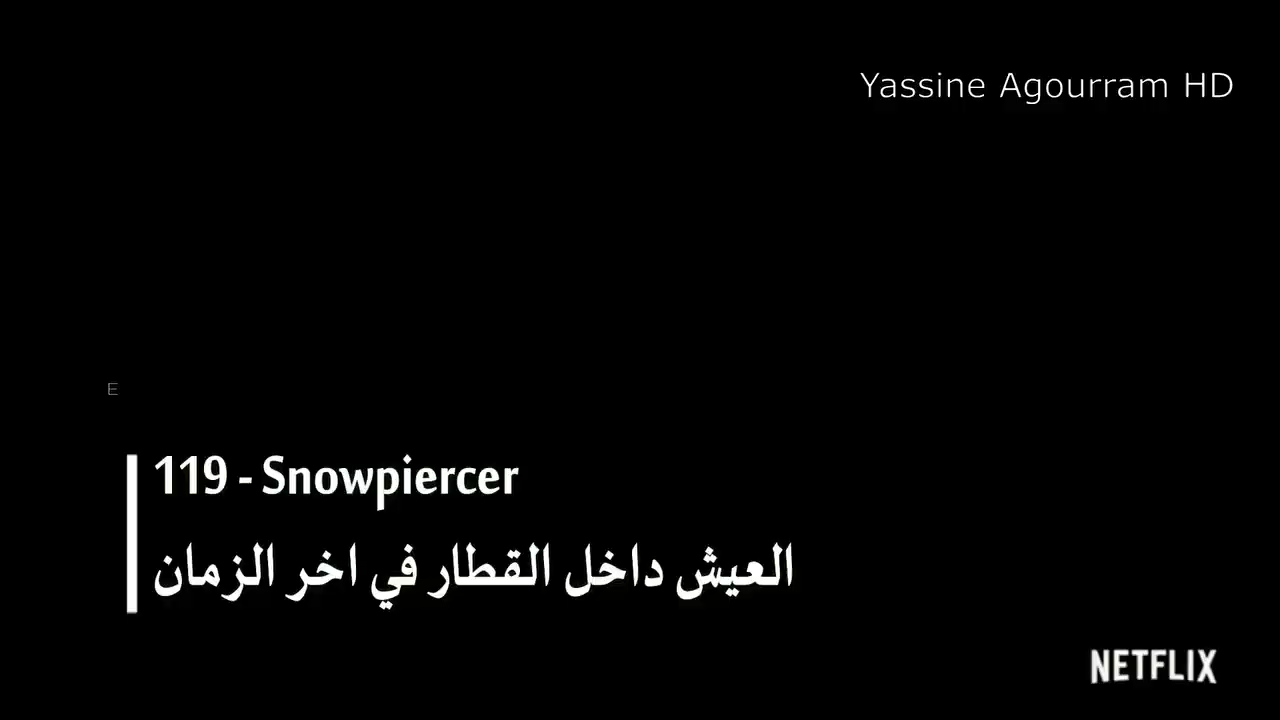 Yassine Agourram HD
E
119 - Snowpiercer
العيش داخل القطار في اخر الزمان
NETFLIX